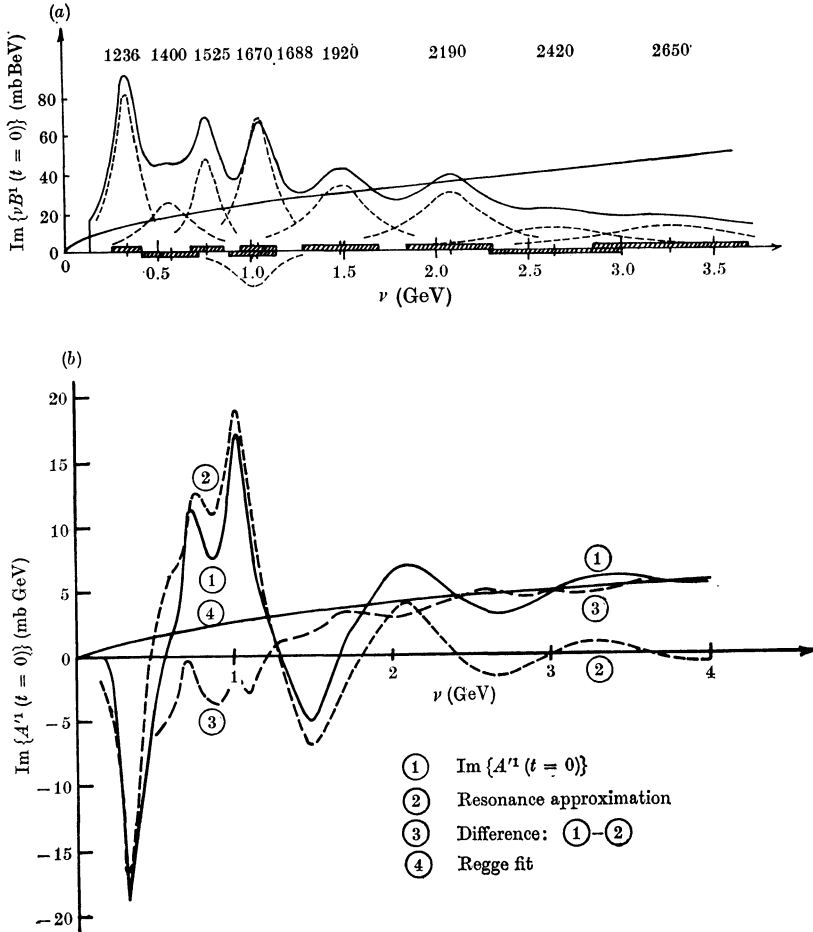 (a)
1236 1400 1525 1670 1688 1920 2190 2420 2650
Im {νB¹ (t = 0)} (mb BeV)
80
60
40
20
0
0 0.5 1.0 1.5 2.0 2.5 3.0 3.5
ν (GeV)
(b)
Im {A′¹ (t = 0)} (mb GeV)
20
15
10
5
0
−5
−10
−15
−20
2
1
4
3
1
3
2
1 2 3 4
ν (GeV)
1 Im {A′¹ (t = 0)}
2 Resonance approximation
3 Difference: 1–2
4 Regge fit